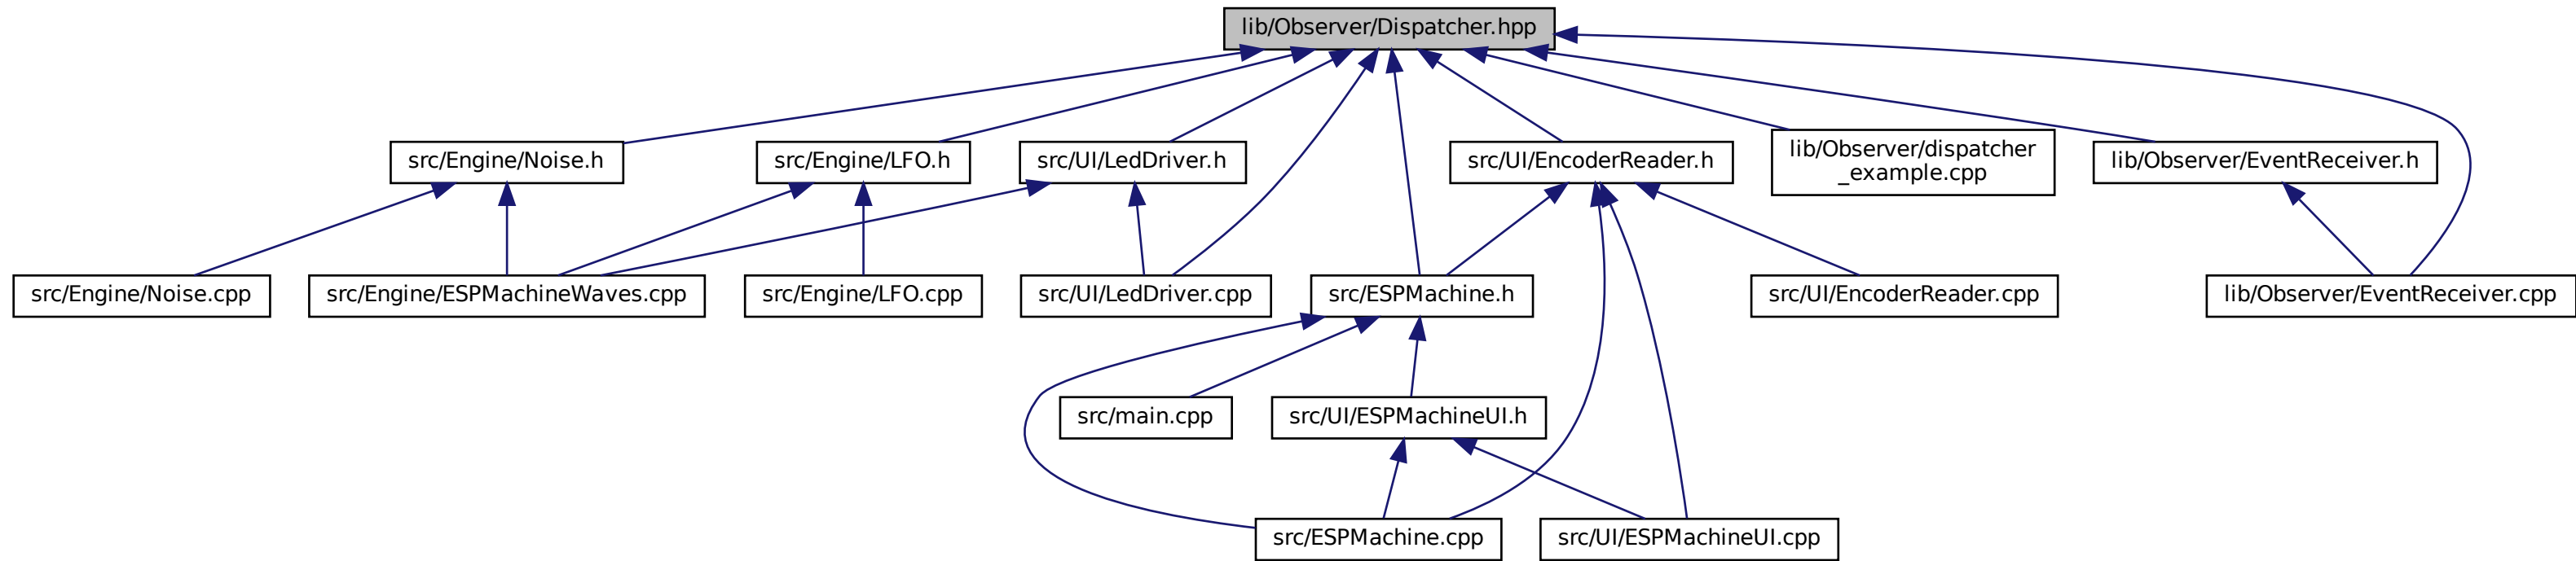 lib/Observer/Dispatcher.hpp
src/Engine/Noise.h
src/Engine/LFO.h
src/UI/LedDriver.h
src/UI/EncoderReader.h
lib/Observer/dispatcher
_example.cpp
lib/Observer/EventReceiver.h
src/Engine/Noise.cpp
src/Engine/ESPMachineWaves.cpp
src/Engine/LFO.cpp
src/UI/LedDriver.cpp
src/ESPMachine.h
src/UI/EncoderReader.cpp
lib/Observer/EventReceiver.cpp
src/main.cpp
src/UI/ESPMachineUI.h
src/ESPMachine.cpp
src/UI/ESPMachineUI.cpp